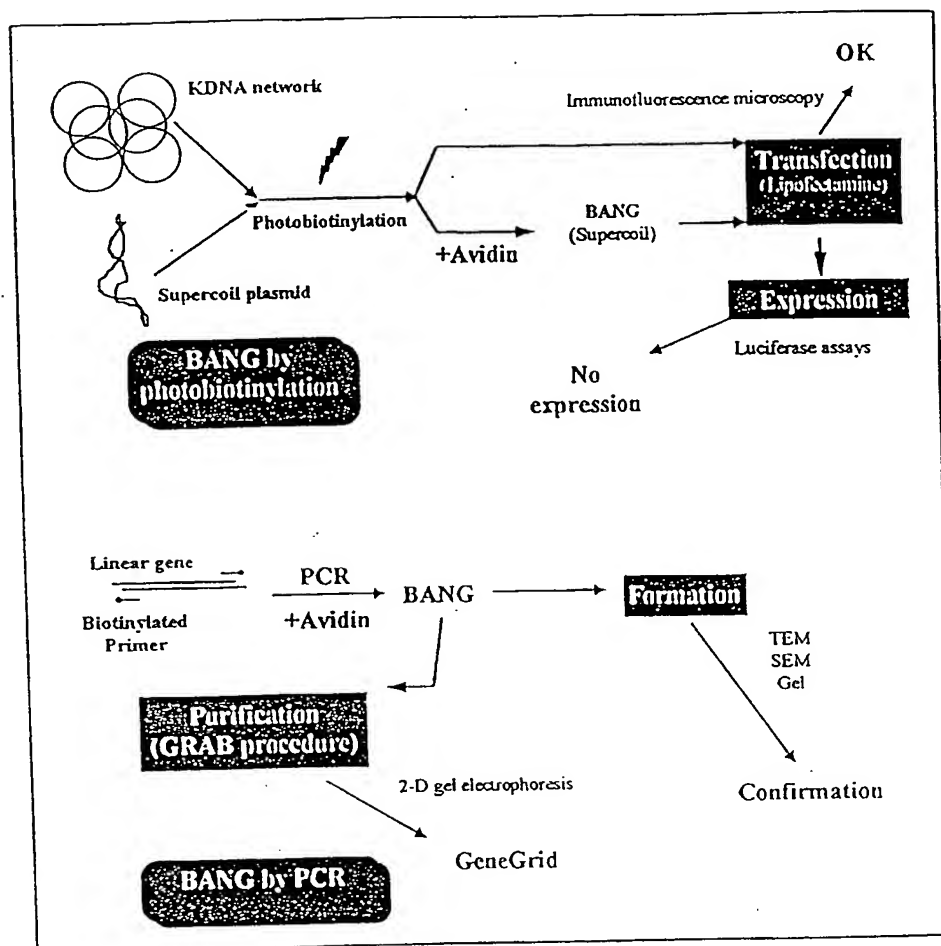 OK
KDNA network
Immunofluorescence microscopy
Transfection
(Lipofectamine)
Photobiotinylation
BANG
(Supercoil)
+Avidin
Supercoil plasmid
Expression
BANG by
photobiotinylation
Luciferase assays
No
expression
Linear gene
PCR
BANG
Formation
+Avidin
Biotinylated
Primer
TEM
SEM
Gel
Purification
(GRAB procedure)
2-D gel electrophoresis
Confirmation
GeneGrid
BANG by PCR